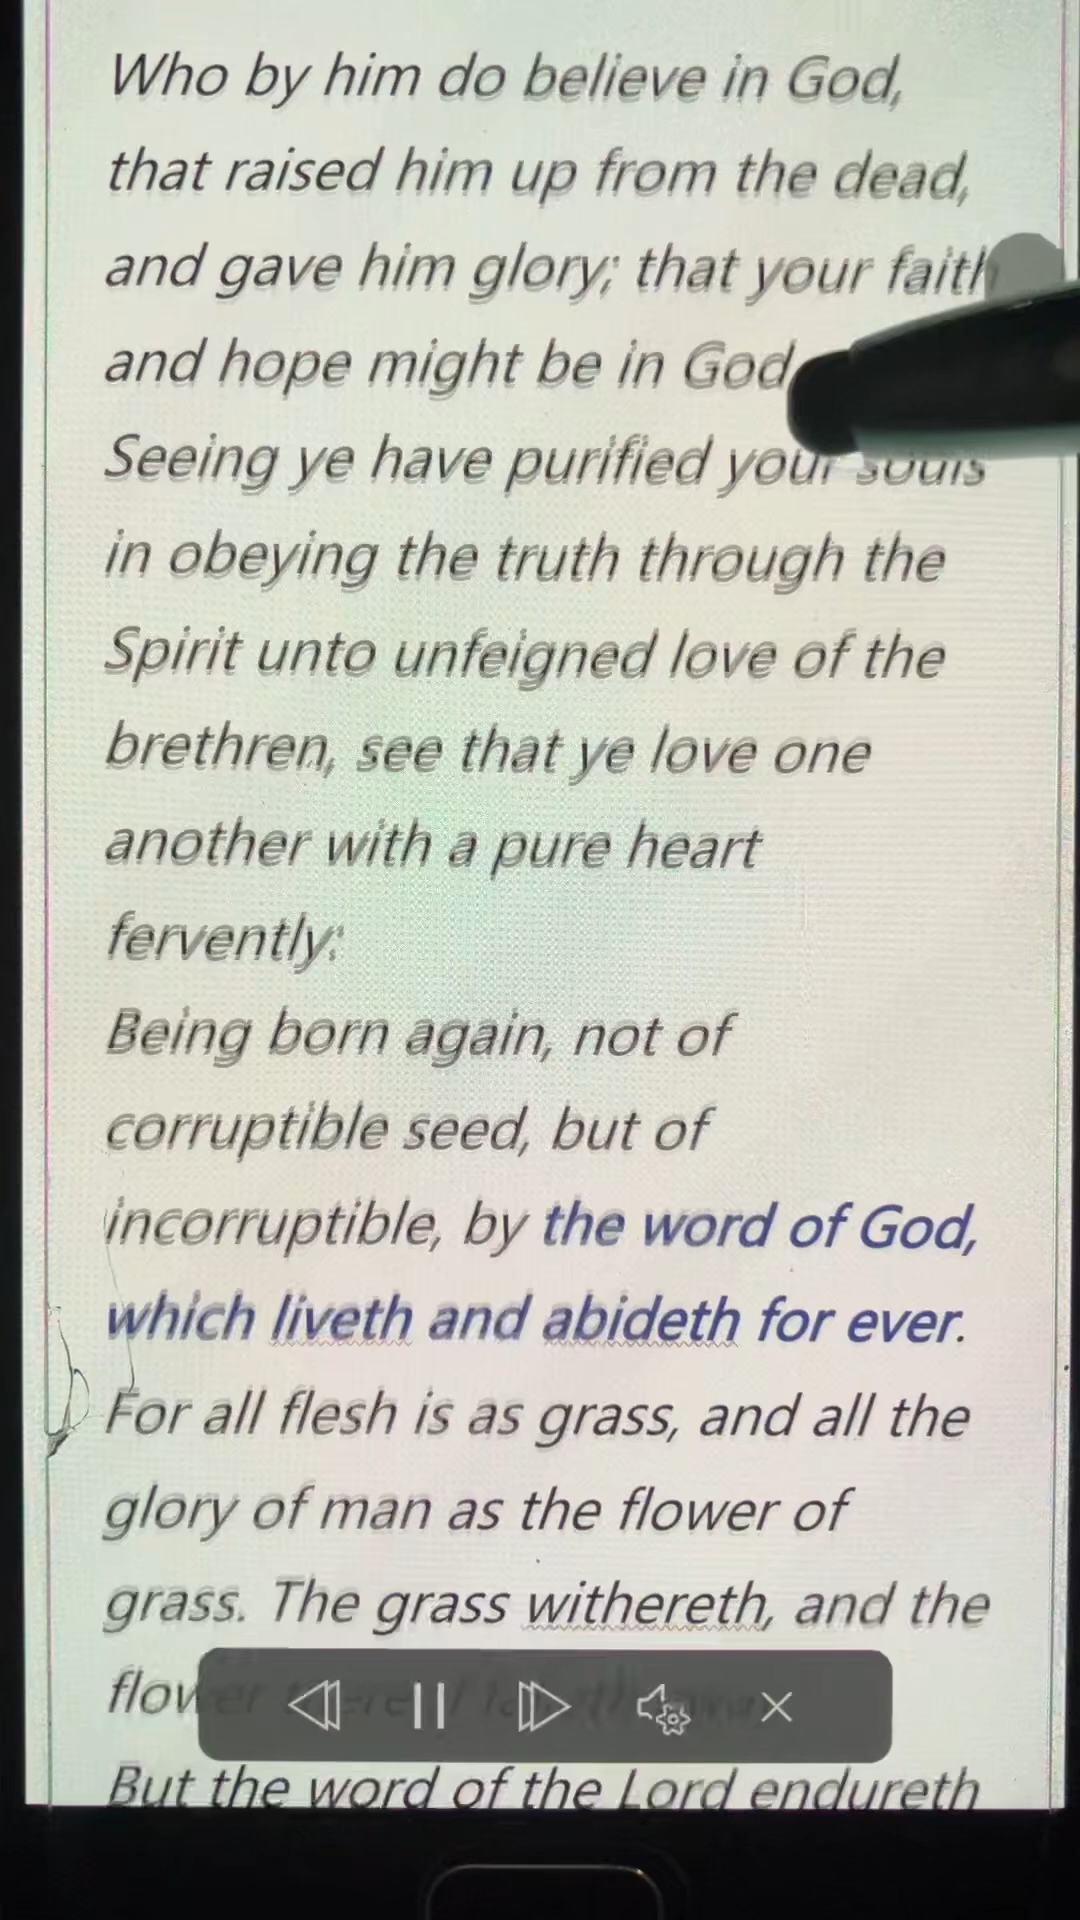 Who by him do believe in God,
that raised him up from the dead,
and gave him glory; that your faith
and hope might be in God
Seeing ye have purified your souls
in obeying the truth through the
Spirit unto unfeigned love of the
brethren, see that ye love one
another with a pure heart
fervently:
Being born again, not of
corruptible seed, but of
incorruptible, by the word of God,
which liveth and abideth for ever.
For all flesh is as grass, and all the
glory of man as the flower of
grass. The grass withereth, and the
flower
But the word of the Lord endureth